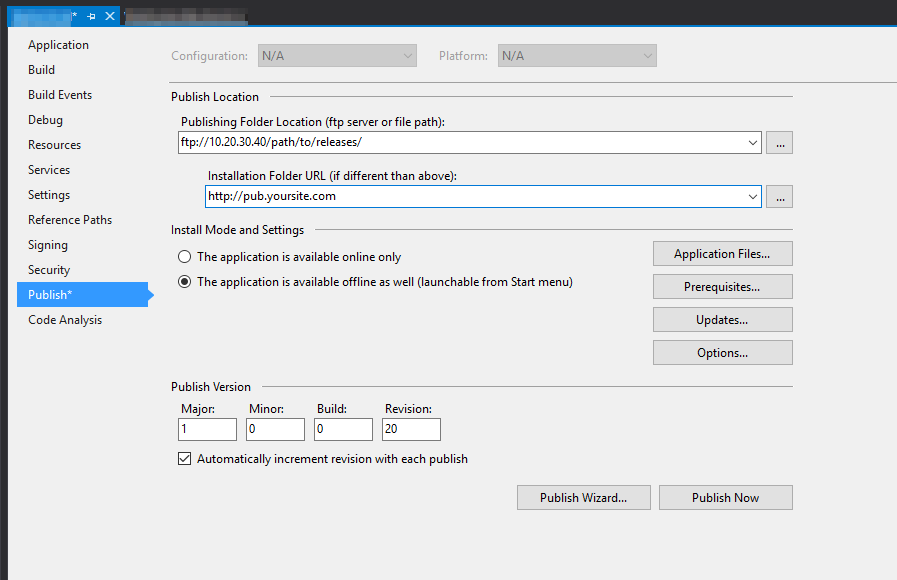 Application
Build
Build Events
Debug
Resources
Services
Settings
Reference Paths
Signing
Security
Publish*
Code Analysis
Configuration: N/A Platform: N/A
Publish Location
Publishing Folder Location (ftp server or file path):
ftp://10.20.30.40/path/to/releases/ ...
Installation Folder URL (if different than above):
http://pub.yoursite.com ...
Install Mode and Settings
The application is available online only
The application is available offline as well (launchable from Start menu)
Application Files...
Prerequisites...
Updates...
Options...
Publish Version
Major: Minor: Build: Revision:
1 0 0 20
Automatically increment revision with each publish
Publish Wizard... Publish Now